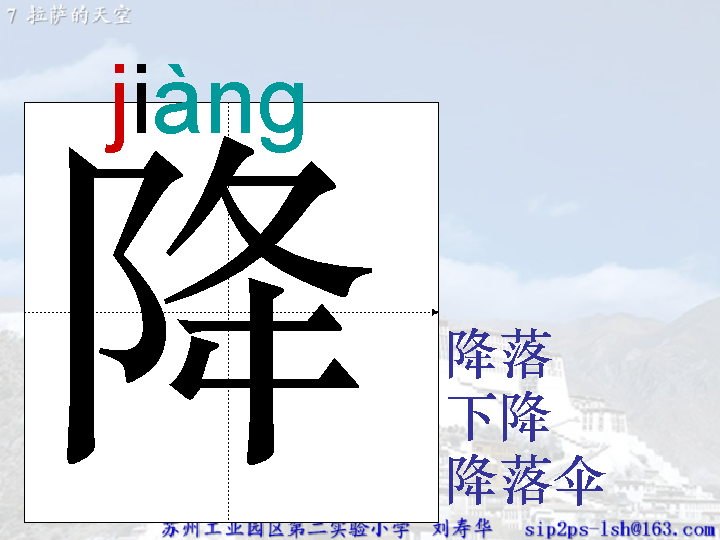 7 拉萨的天空
jiàng
降
降落
下降
降落伞
苏州工业园区第二实验小学 刘寿华 sip2ps-lsh@163.com